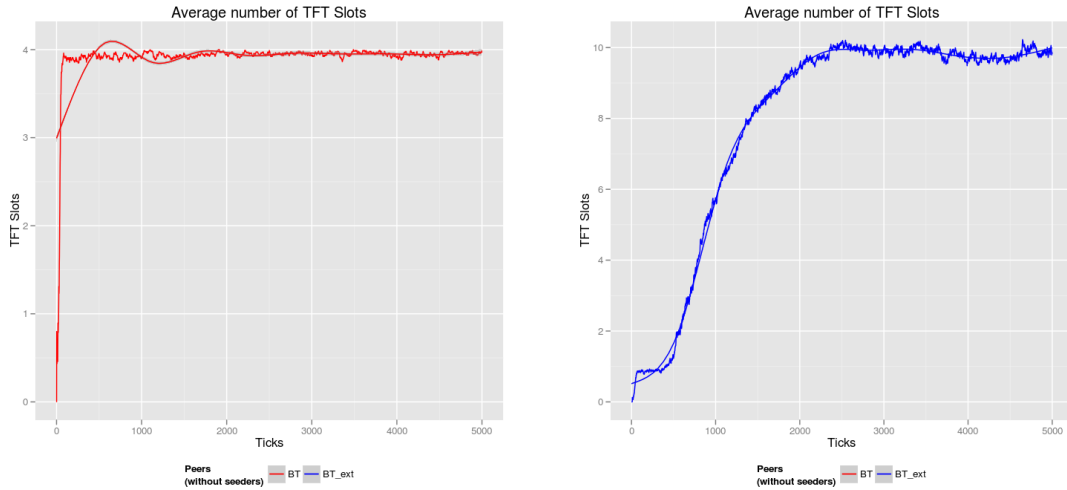 Average number of TFT Slots
4
3
2
1
0
TFT Slots
0 1000 2000 3000 4000 5000
Ticks
Peers
(without seeders)
BT BT_ext
Average number of TFT Slots
10
8
6
4
2
0
TFT Slots
0 1000 2000 3000 4000 5000
Ticks
Peers
(without seeders)
BT BT_ext